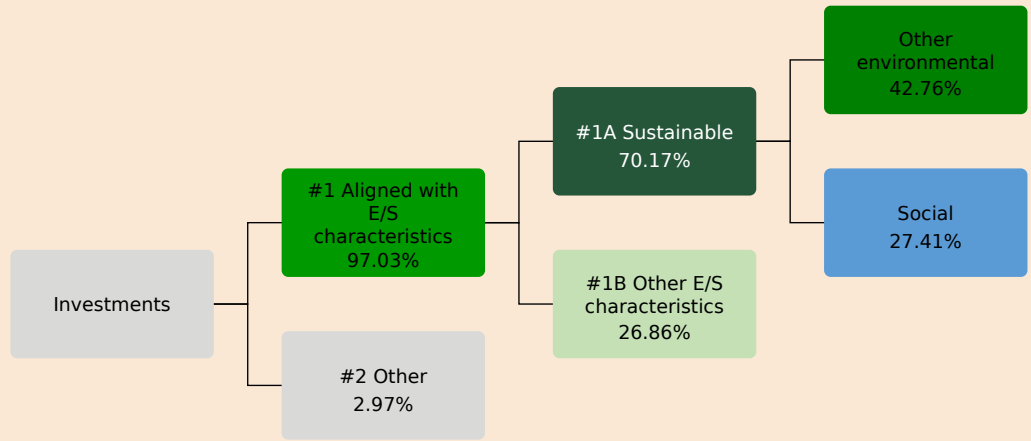 Investments
#1 Aligned with
E/S
characteristics
97.03%
#2 Other
2.97%
#1A Sustainable
70.17%
#1B Other E/S
characteristics
26.86%
Other
environmental
42.76%
Social
27.41%